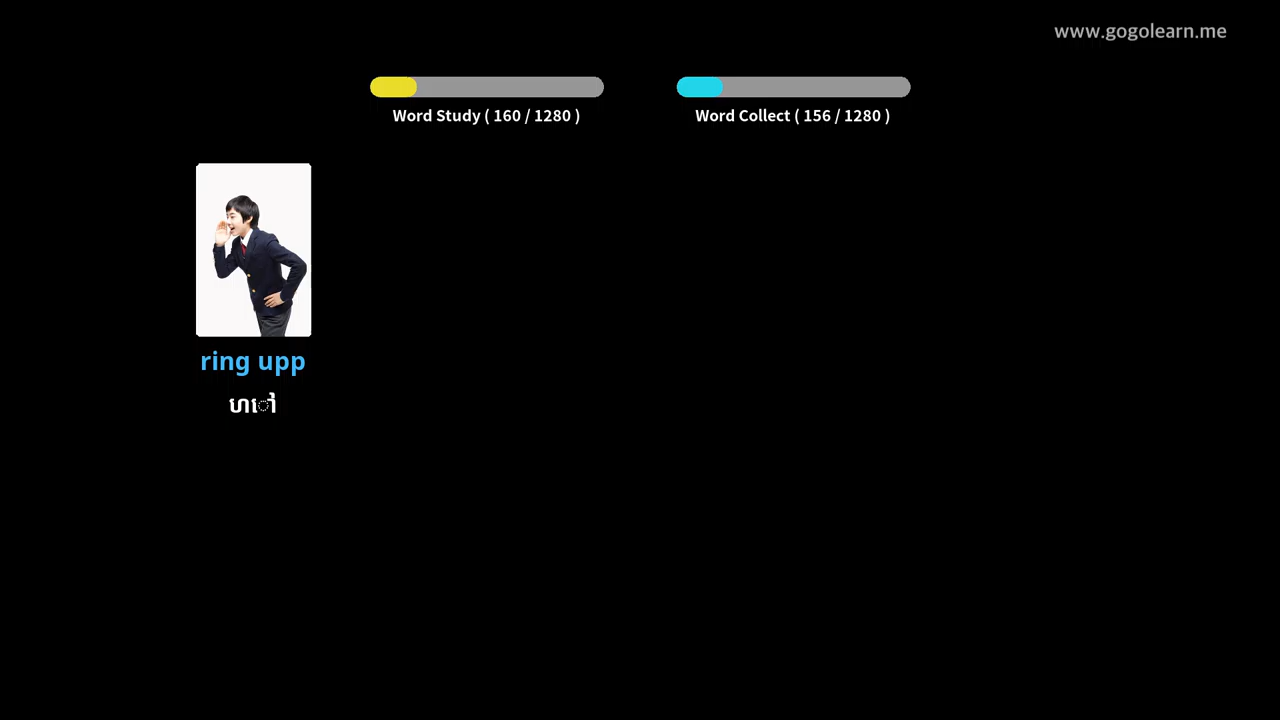 www.gogolearn.me
Word Study ( 160 / 1280 )
Word Collect ( 156 / 1280 )
ring upp
ហៅ